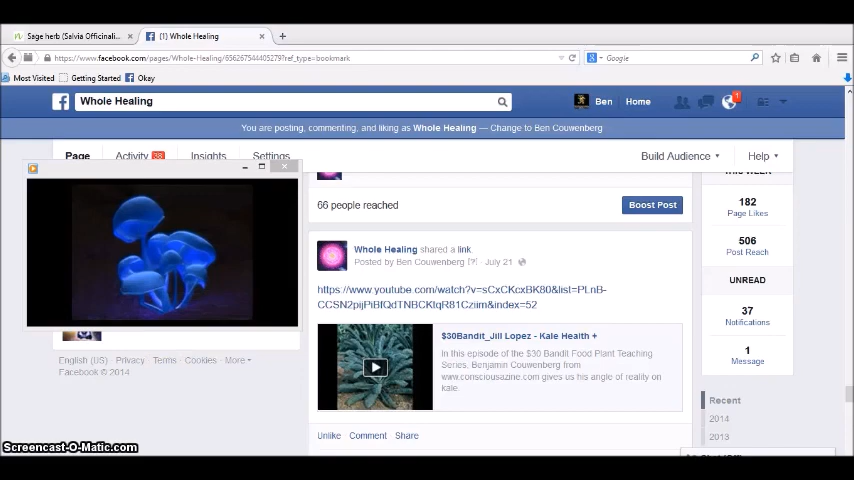 Sage herb (Salvia Officinali...
(1) Whole Healing
https://www.facebook.com/pages/Whole-Healing/656267544405279?ref_type=bookmark
Google
Most Visited
Getting Started
Okay
Whole Healing
Ben
Home
1
You are posting, commenting, and liking as Whole Healing — Change to Ben Couwenberg
Page
Activity 38
Insights
Settings
Build Audience
Help
THIS WEEK
66 people reached
Boost Post
182
Page Likes
506
Post Reach
Whole Healing shared a link.
Posted by Ben Couwenberg [?] · July 21
UNREAD
https://www.youtube.com/watch?v=sCxCKcxBK80&list=PLnB-
CCSN2pijPiBfQdTNBCKtqR81Cziim&index=52
37
Notifications
$30Bandit_Jill Lopez - Kale Health +
In this episode of the $30 Bandit Food Plant Teaching
Series, Benjamin Couwenberg from
www.consciousazine.com gives us his angle of reality on
kale.
1
Message
English (US) · Privacy · Terms · Cookies · More
Facebook © 2014
Recent
2014
2013
Unlike
Comment
Share
Screencast-O-Matic.com